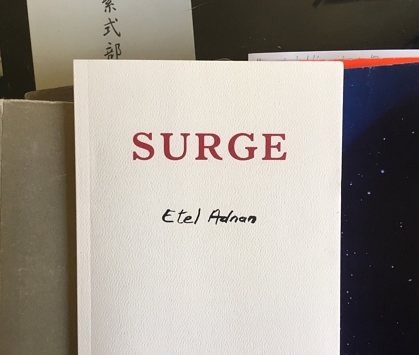 式部
SURGE
Etel Adnan